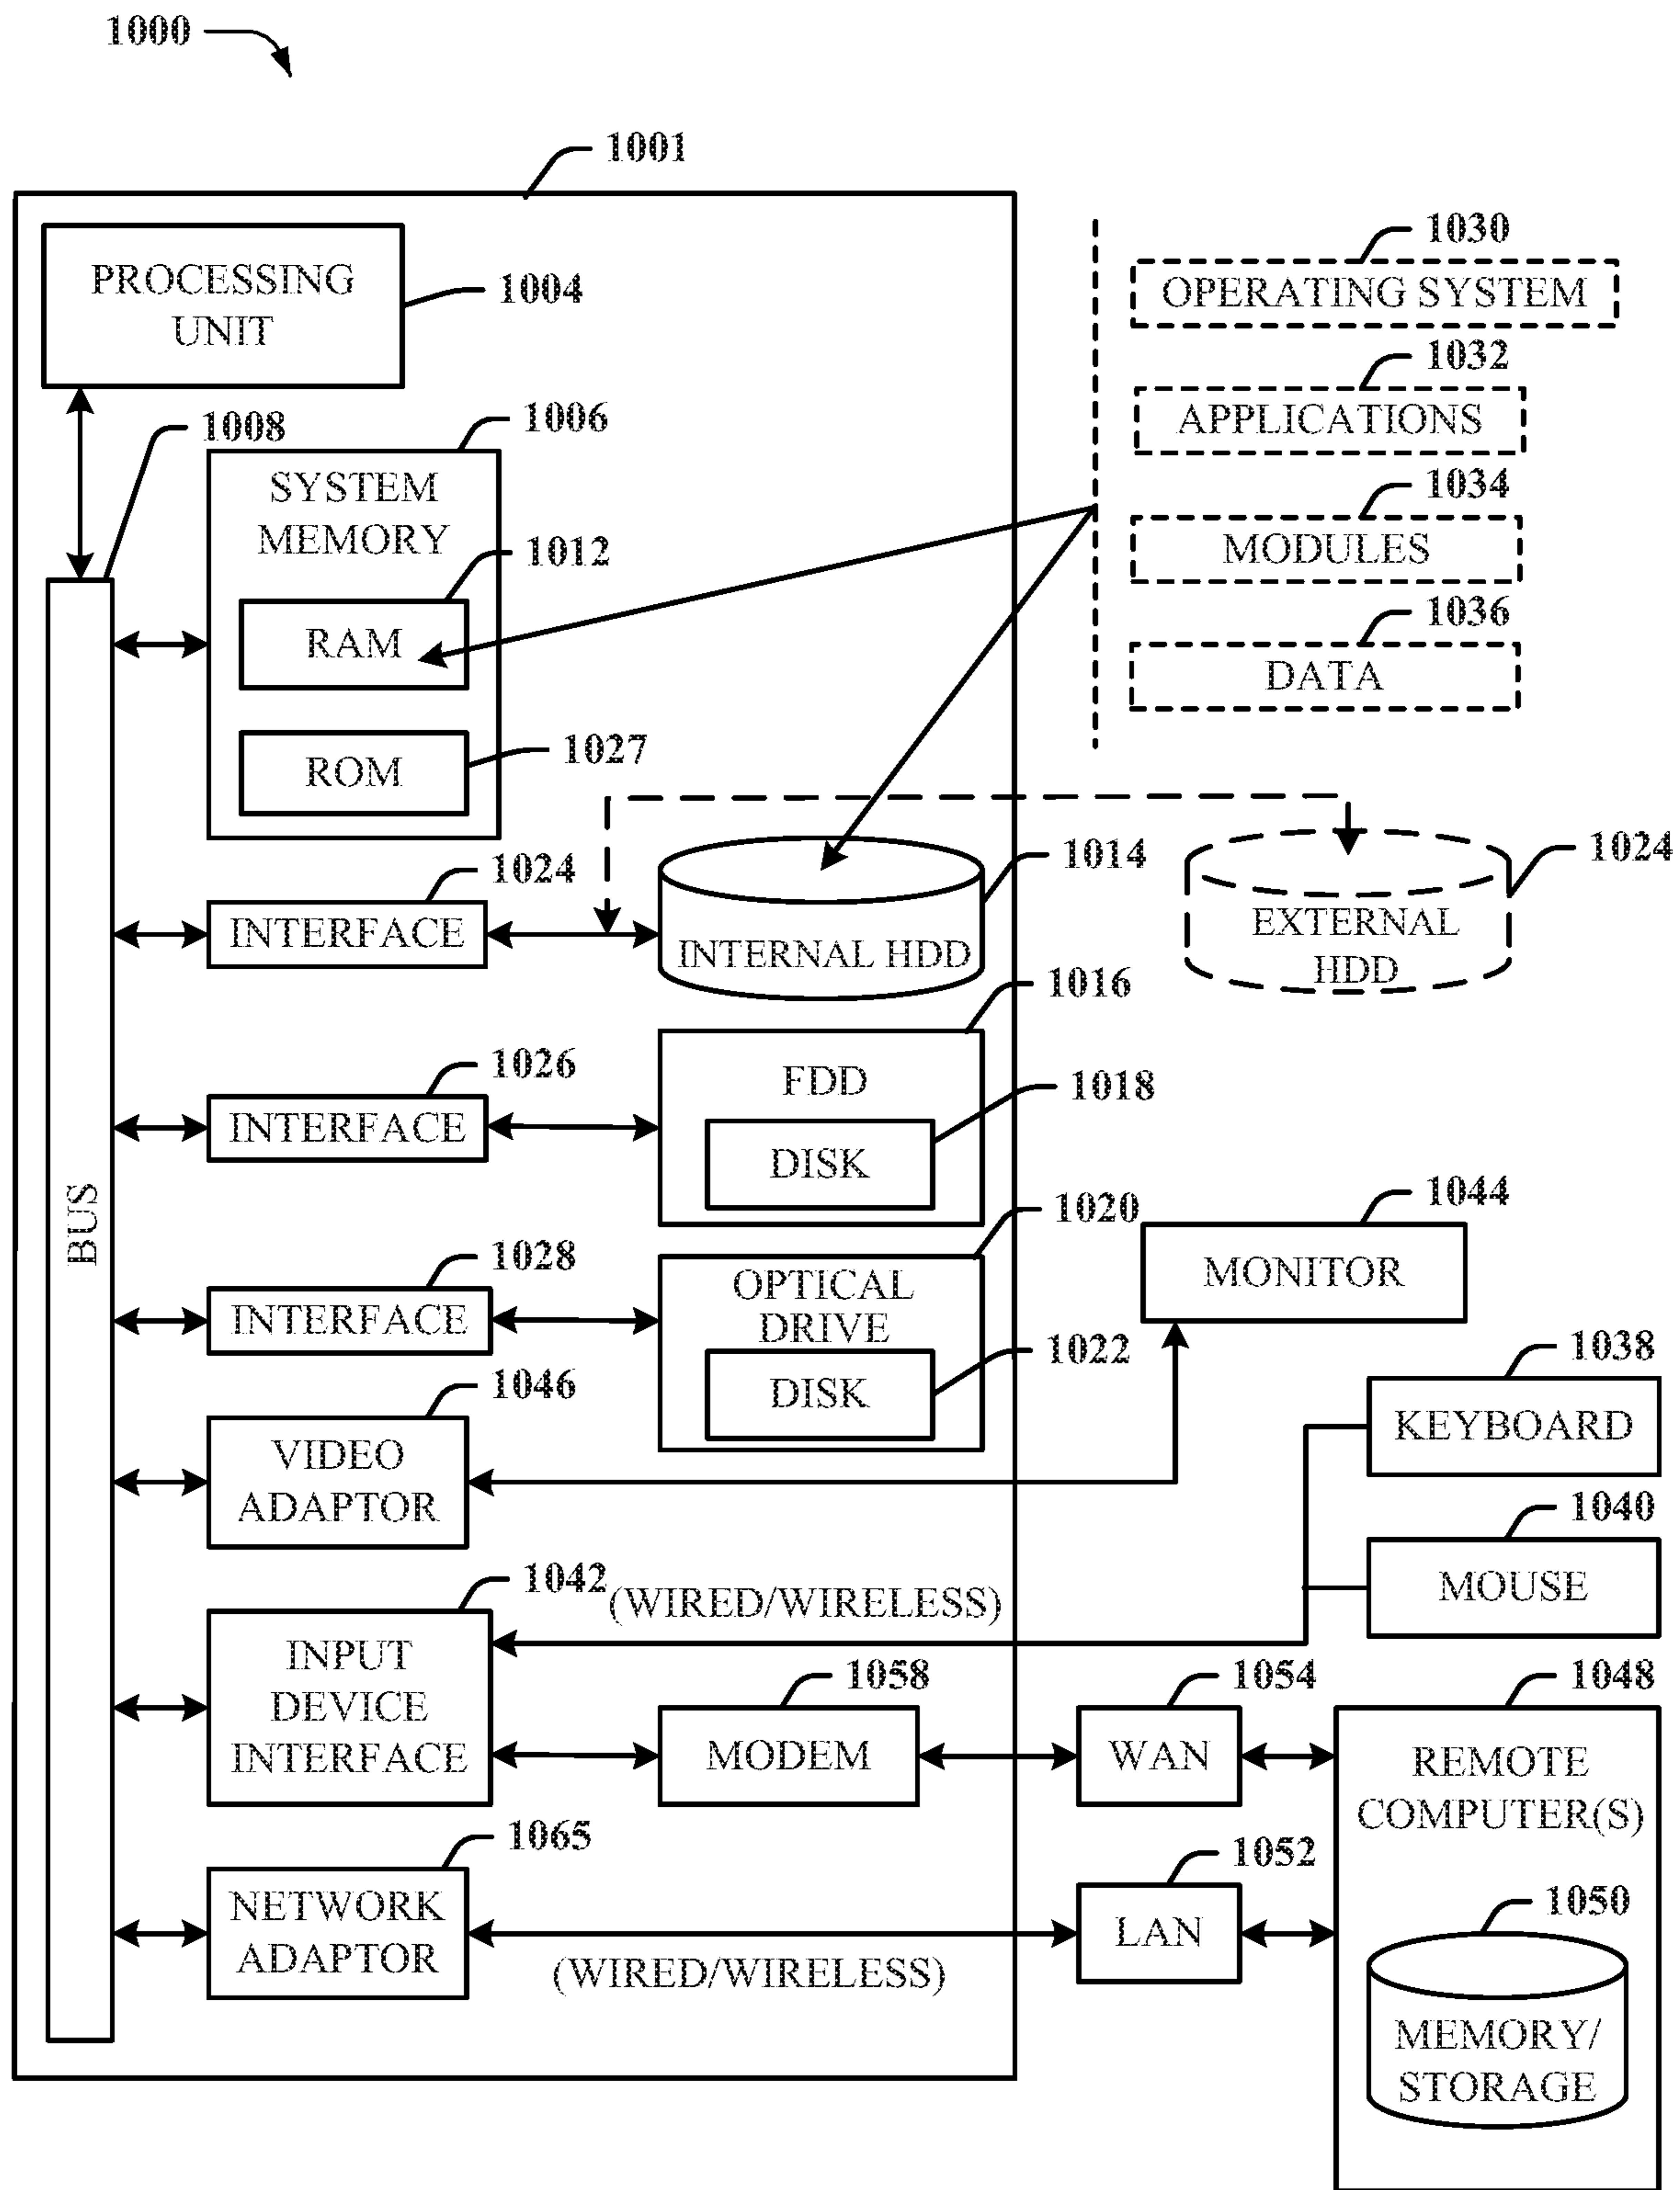 1000
1001
PROCESSING
UNIT
1004
1030
OPERATING SYSTEM
1032
APPLICATIONS
1034
MODULES
1036
DATA
1008
1006
SYSTEM
MEMORY
1012
RAM
ROM
1027
1024
INTERFACE
1014
INTERNAL HDD
1024
EXTERNAL
HDD
1016
FDD
1018
DISK
1026
INTERFACE
BUS
1020
OPTICAL
DRIVE
1022
DISK
1028
INTERFACE
1044
MONITOR
1046
VIDEO
ADAPTOR
1038
KEYBOARD
1040
MOUSE
1042
(WIRED/WIRELESS)
INPUT
DEVICE
INTERFACE
1058
MODEM
1054
WAN
1048
REMOTE
COMPUTER(S)
1065
NETWORK
ADAPTOR
(WIRED/WIRELESS)
1052
LAN
1050
MEMORY/
STORAGE